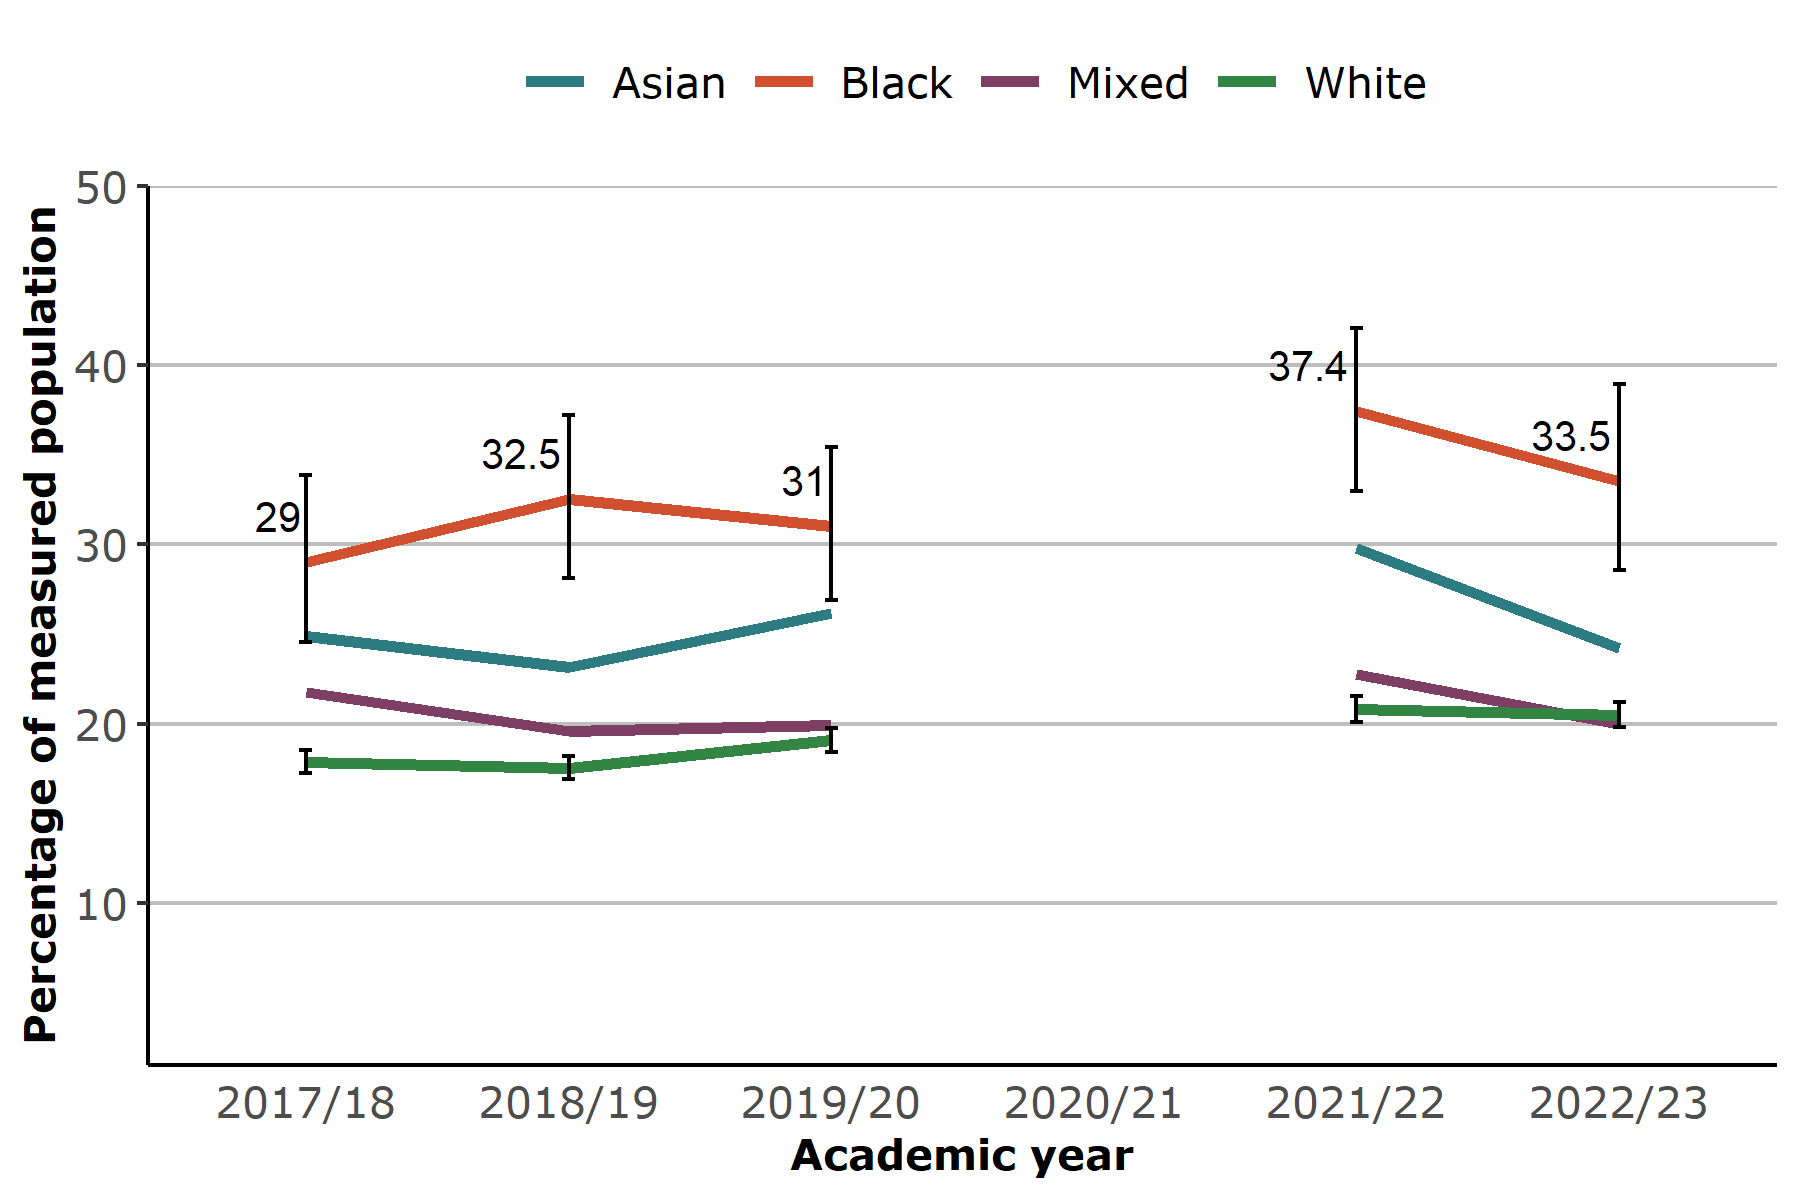 Asian Black Mixed White
Percentage of measured population
50
40
30
20
10
29
32.5
31
37.4
33.5
2017/18 2018/19 2019/20 2020/21 2021/22 2022/23
Academic year